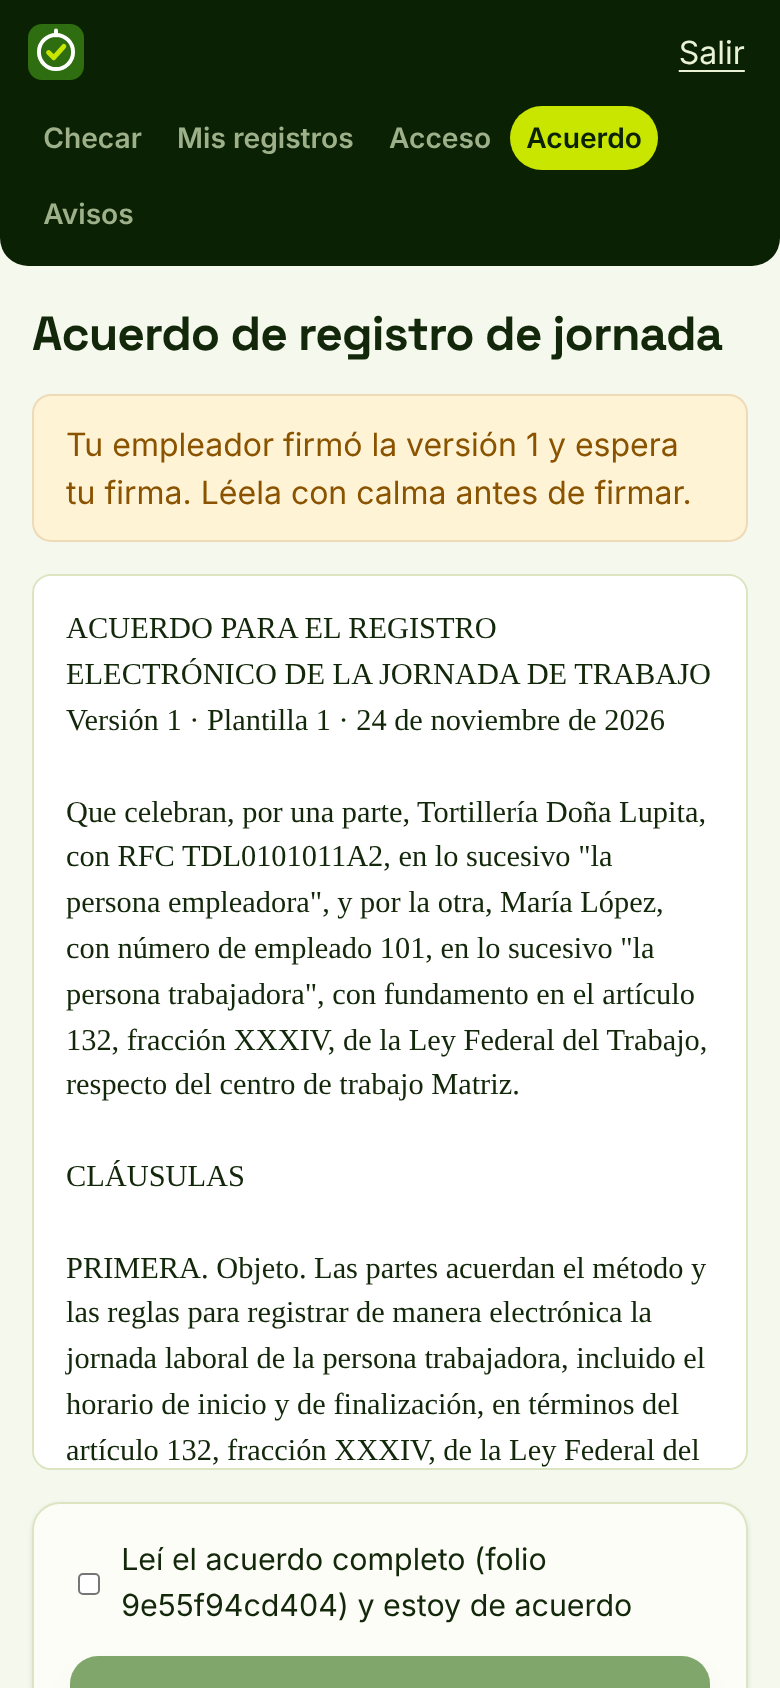 Salir
Checar
Mis registros
Acceso
Acuerdo
Avisos
Acuerdo de registro de jornada
Tu empleador firmó la versión 1 y espera
tu firma. Léela con calma antes de firmar.
ACUERDO PARA EL REGISTRO
ELECTRÓNICO DE LA JORNADA DE TRABAJO
Versión 1 · Plantilla 1 · 24 de noviembre de 2026
Que celebran, por una parte, Tortillería Doña Lupita,
con RFC TDL0101011A2, en lo sucesivo "la
persona empleadora", y por la otra, María López,
con número de empleado 101, en lo sucesivo "la
persona trabajadora", con fundamento en el artículo
132, fracción XXXIV, de la Ley Federal del Trabajo,
respecto del centro de trabajo Matriz.
CLÁUSULAS
PRIMERA. Objeto. Las partes acuerdan el método y
las reglas para registrar de manera electrónica la
jornada laboral de la persona trabajadora, incluido el
horario de inicio y de finalización, en términos del
artículo 132, fracción XXXIV, de la Ley Federal del
Leí el acuerdo completo (folio
9e55f94cd404) y estoy de acuerdo